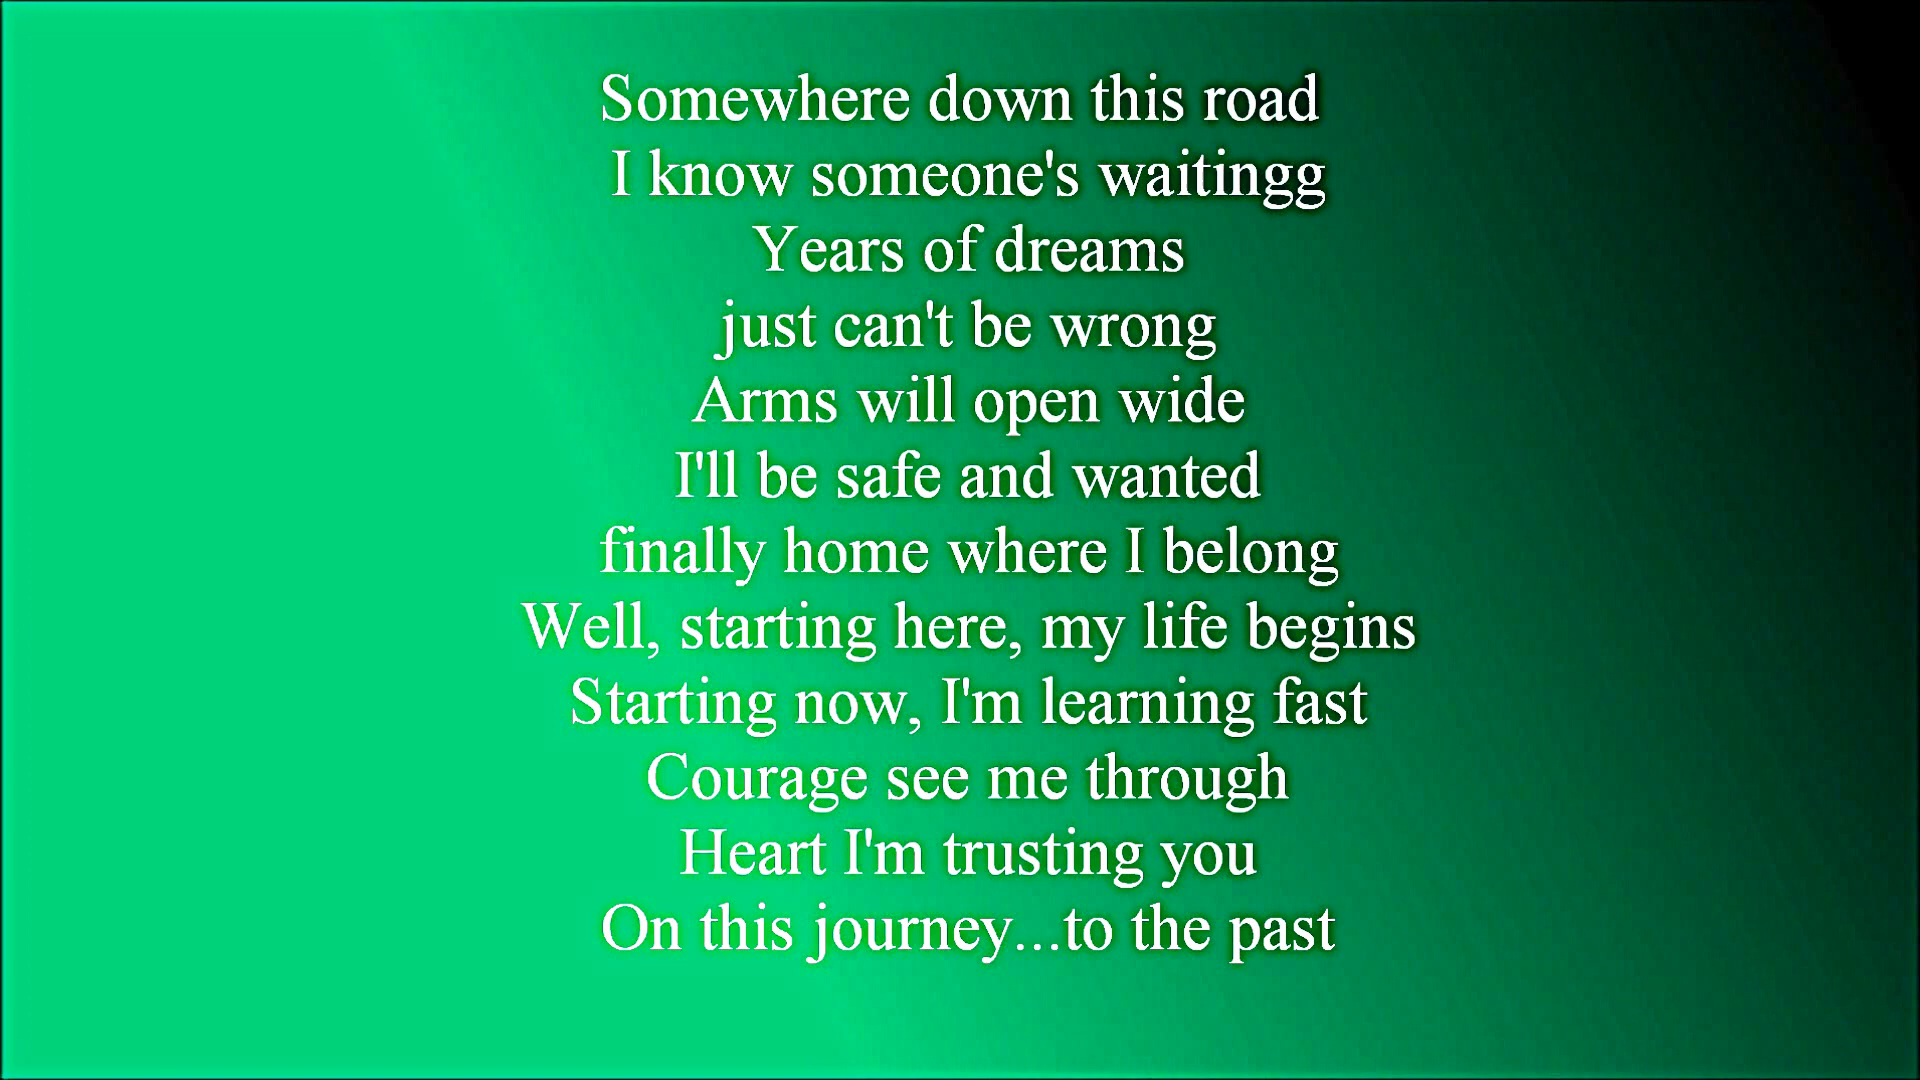 Somewhere down this road
I know someone's waitingg
Years of dreams
just can't be wrong
Arms will open wide
I'll be safe and wanted
finally home where I belong
Well, starting here, my life begins
Starting now, I'm learning fast
Courage see me through
Heart I'm trusting you
On this journey...to the past